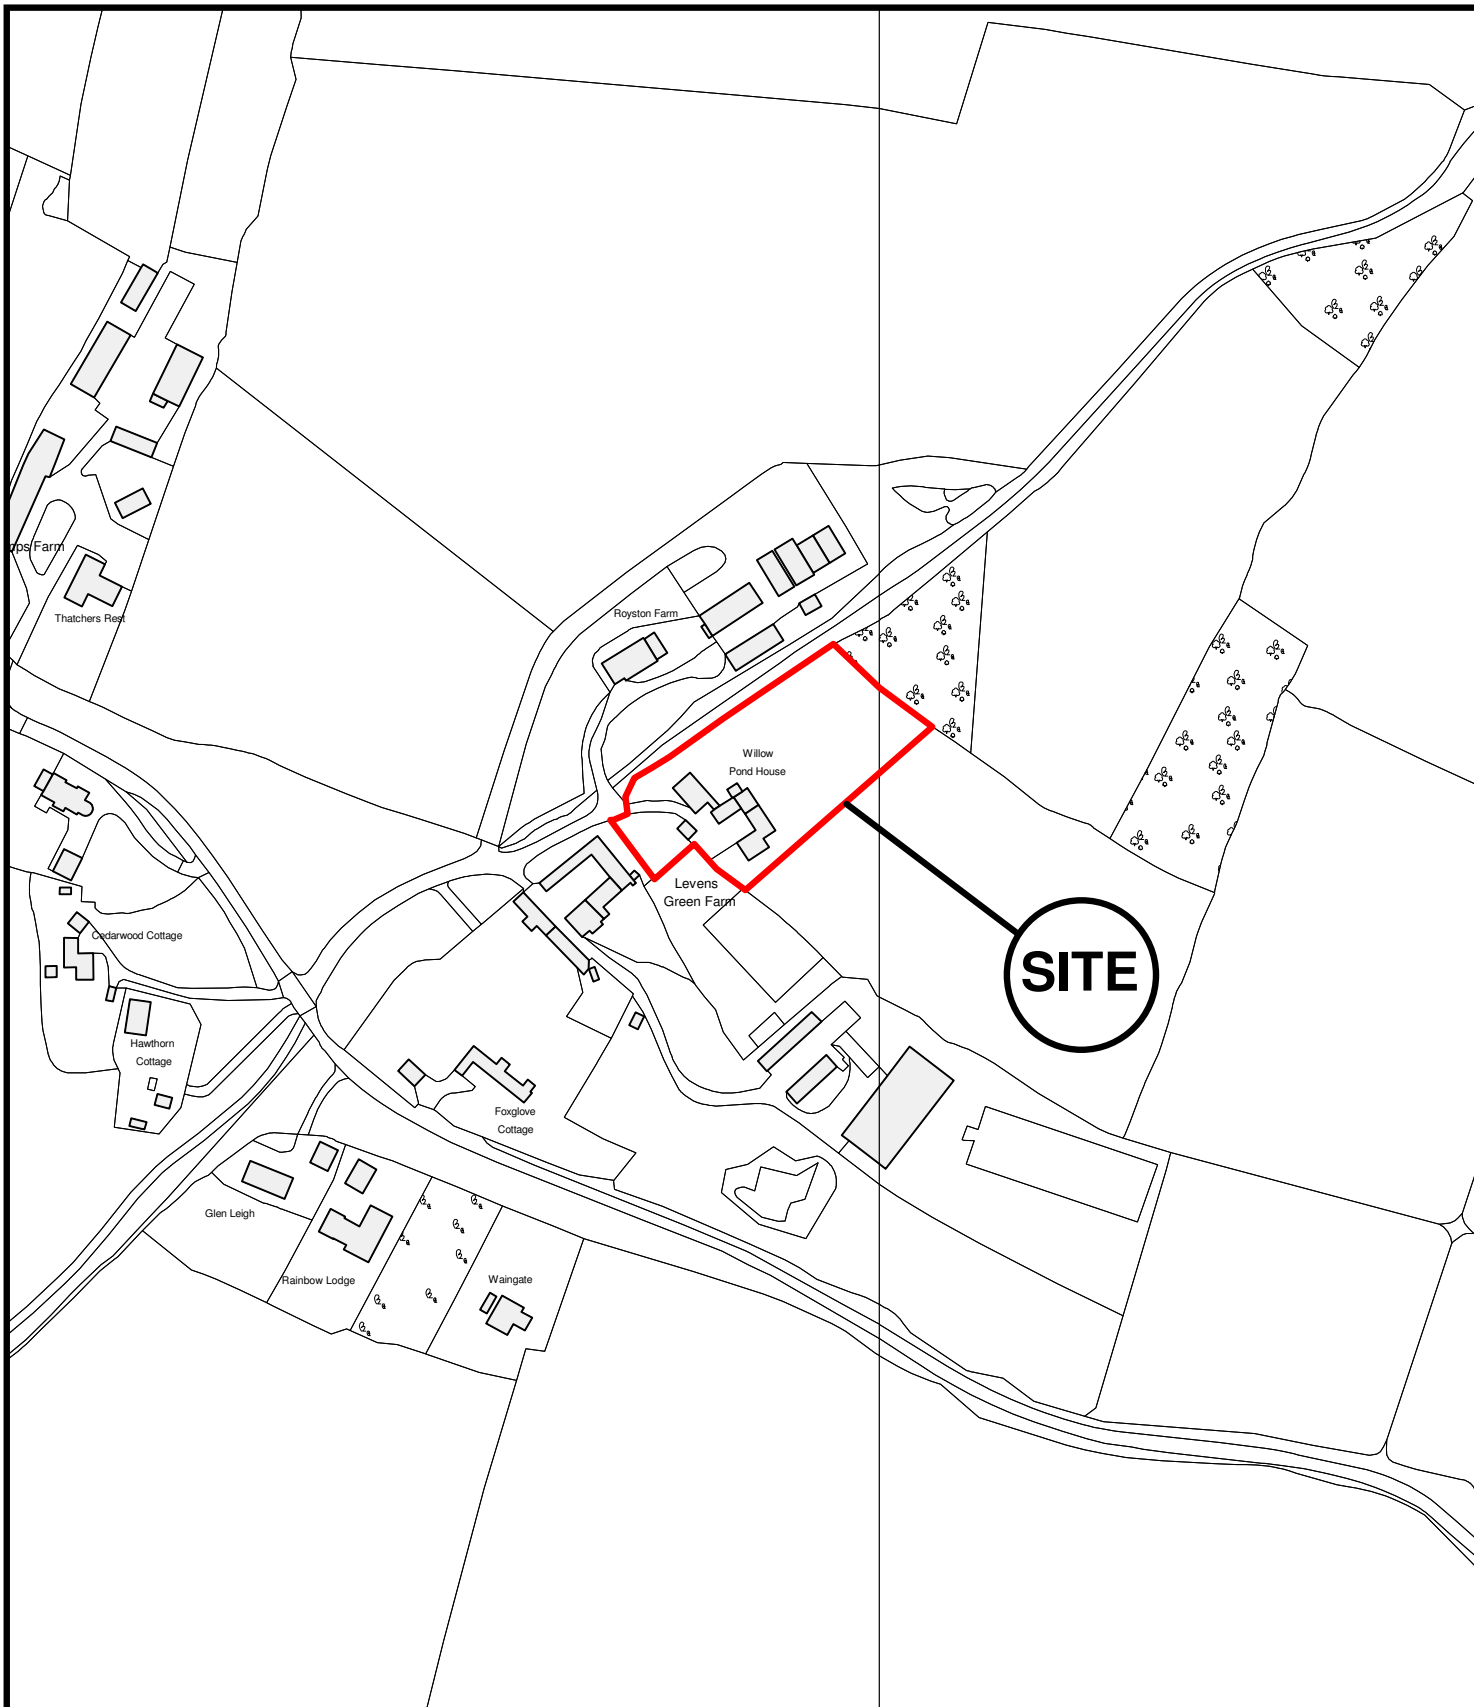 Royston Farm
pps Farm
Thatchers Rest
Willow
Pond House
Levens
Green Farm
Cedarwood Cottage
SITE
Hawthorn
Cottage
Foxglove
Cottage
Glen Leigh
Rainbow Lodge
Waingate